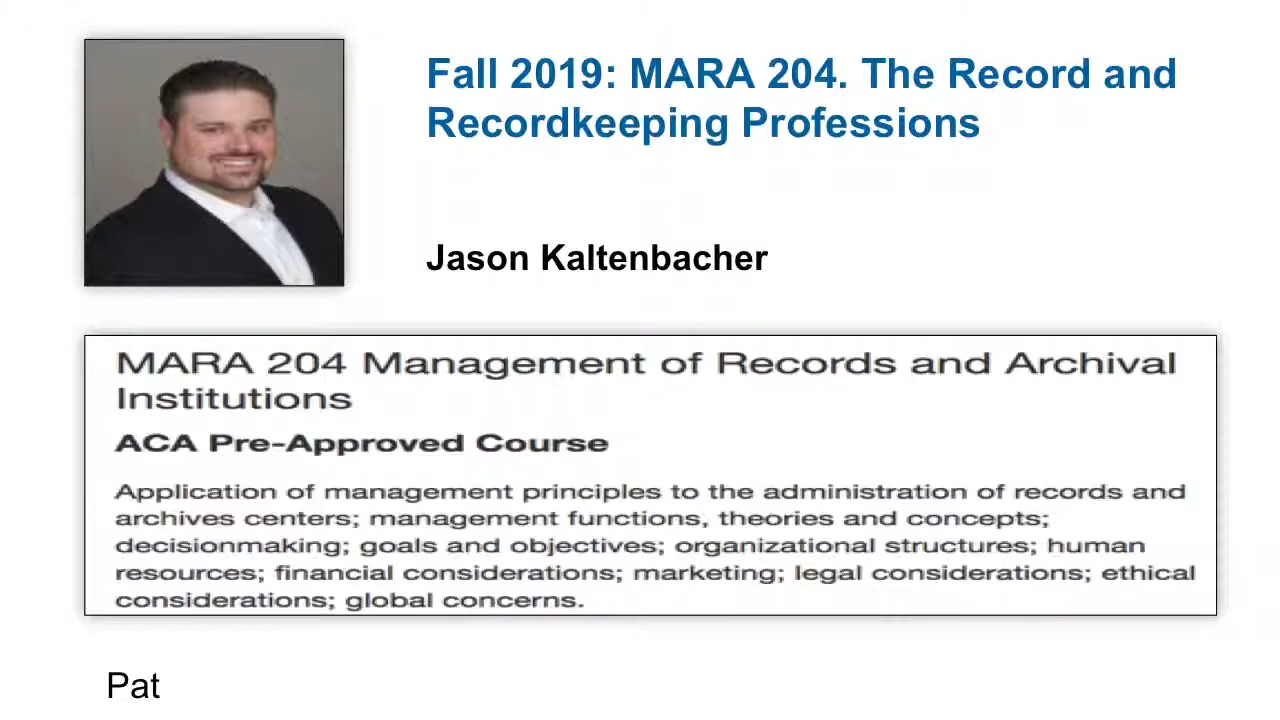 Fall 2019: MARA 204. The Record and
Recordkeeping Professions
Jason Kaltenbacher
MARA 204 Management of Records and Archival
Institutions
ACA Pre-Approved Course
Application of management principles to the administration of records and
archives centers; management functions, theories and concepts;
decisionmaking; goals and objectives; organizational structures; human
resources; financial considerations; marketing; legal considerations; ethical
considerations; global concerns.
Pat